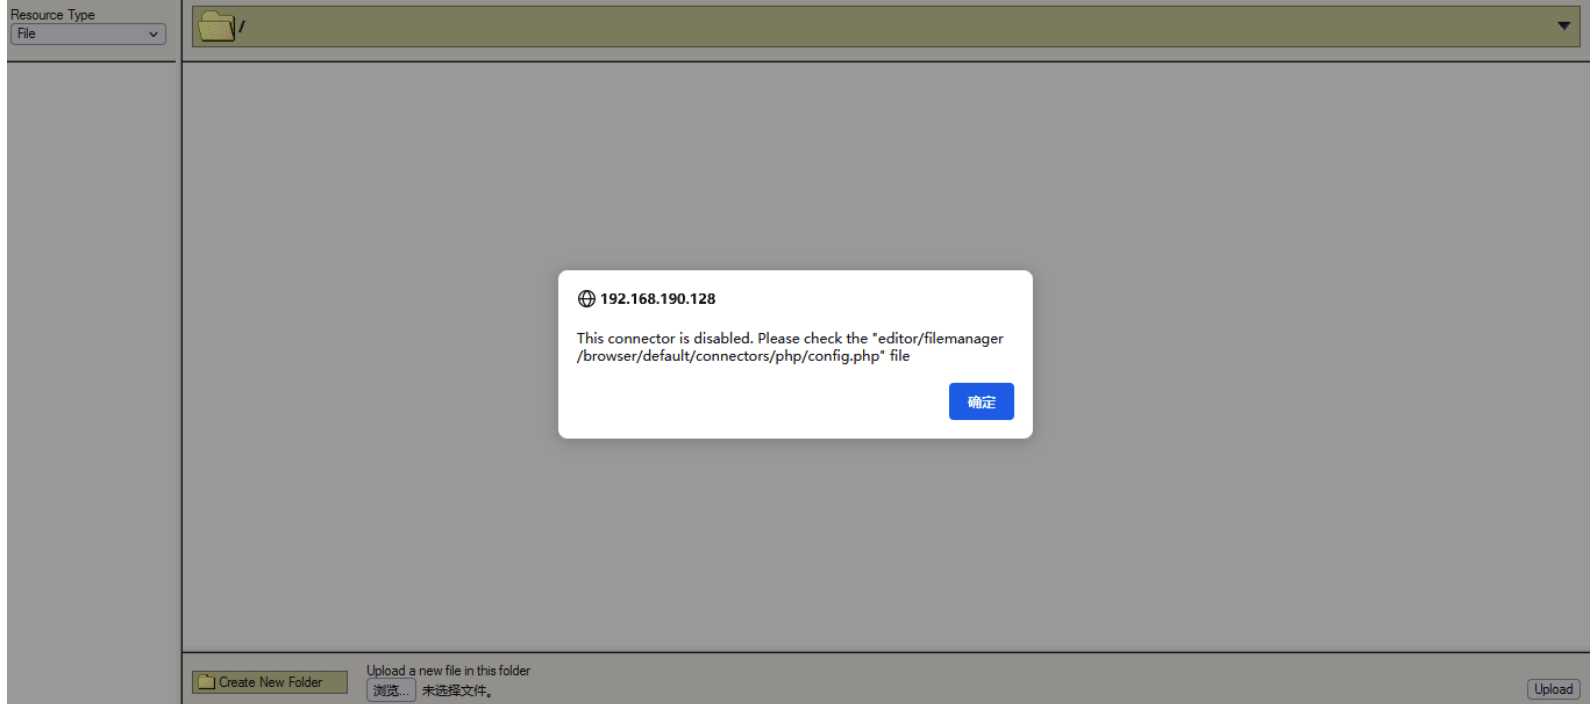 Resource Type
File
/
192.168.190.128
This connector is disabled. Please check the "editor/filemanager
/browser/default/connectors/php/config.php" file
确定
Create New Folder
Upload a new file in this folder
浏览... 未选择文件。
Upload